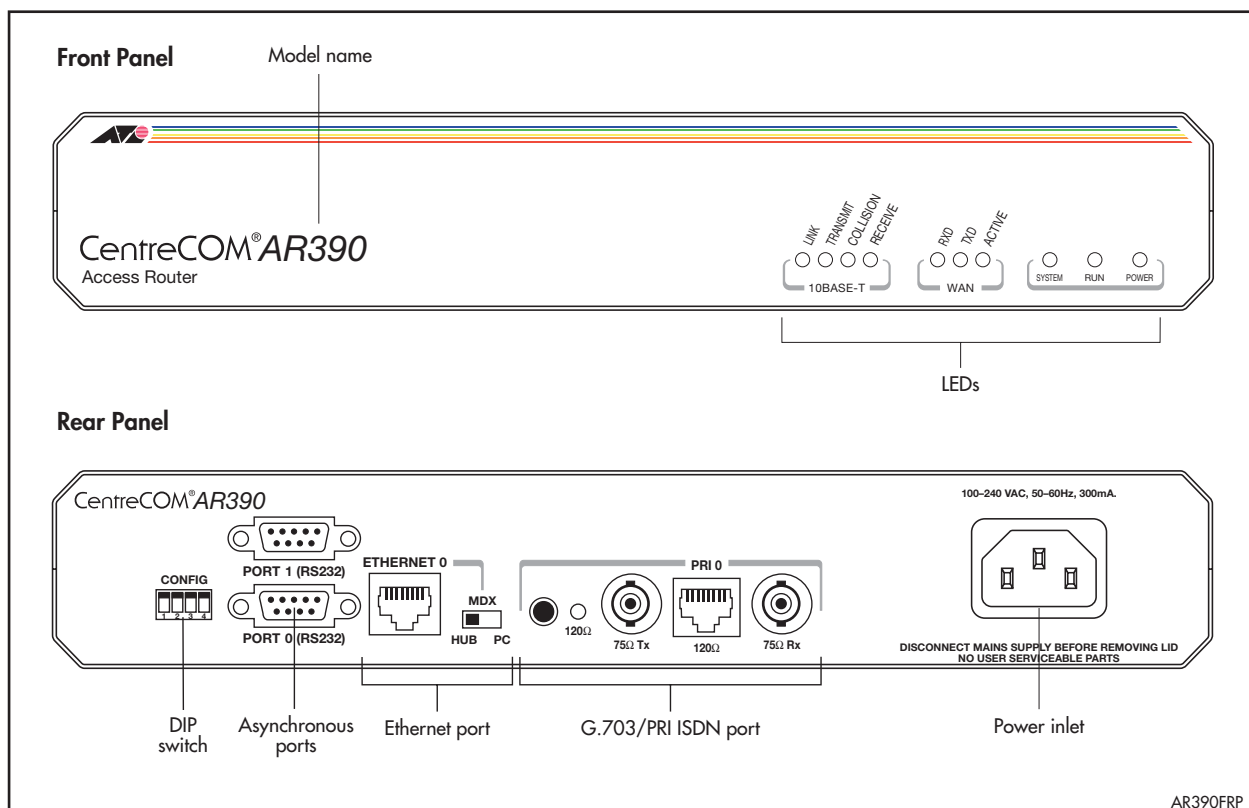 Front Panel
Model name
CentreCOM® AR390
Access Router
LINK
TRANSMIT
COLLISION
RECEIVE
10BASE-T
RXD
TXD
ACTIVE
WAN
SYSTEM
RUN
POWER
LEDs
Rear Panel
CentreCOM® AR390
CONFIG
1 2 3 4
PORT 1 (RS232)
PORT 0 (RS232)
ETHERNET 0
MDX
HUB PC
PRI 0
120Ω
75Ω Tx
120Ω
75Ω Rx
100–240 VAC, 50–60Hz, 300mA.
DISCONNECT MAINS SUPPLY BEFORE REMOVING LID
NO USER SERVICEABLE PARTS
DIP
switch
Asynchronous
ports
Ethernet port
G.703/PRI ISDN port
Power inlet
AR390FRP